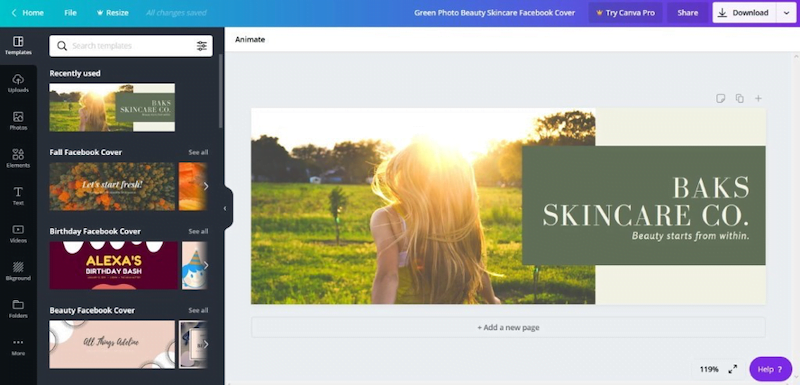 Home File Resize All changes saved Green Photo Beauty Skincare Facebook Cover Try Canva Pro Share Download
Templates
Uploads
Photos
Elements
Text
Videos
Bkground
Folders
More
Search templates
Recently used
BAKS
SKINCARE CO.
Fall Facebook Cover See all
Let's start fresh!
Birthday Facebook Cover See all
ALEXA'S
BIRTHDAY BASH
Beauty Facebook Cover See all
All Things Adeline
Animate
BAKS
SKINCARE CO.
Beauty starts from within.
+ Add a new page
119% Help ?